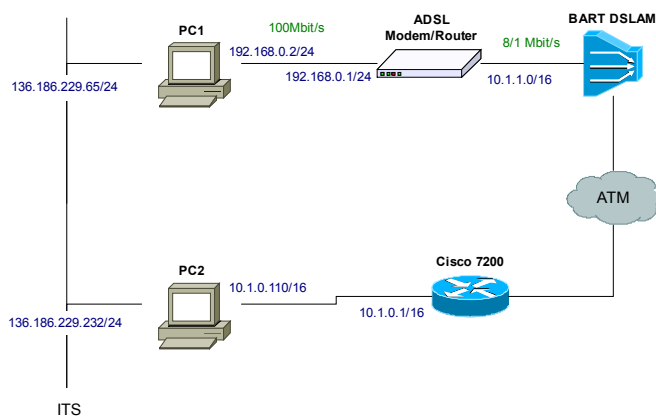 PC1
100Mbit/s
ADSL
Modem/Router
BART DSLAM
192.168.0.2/24
8/1 Mbit/s
136.186.229.65/24
192.168.0.1/24
10.1.1.0/16
ATM
PC2
Cisco 7200
10.1.0.110/16
10.1.0.1/16
136.186.229.232/24
ITS